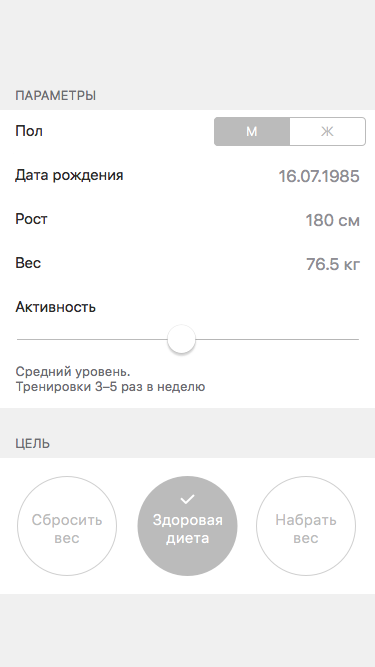 ПАРАМЕТРЫ
Пол
М Ж
Дата рождения 16.07.1985
Рост 180 см
Вес 76.5 кг
Активность
Средний уровень.
Тренировки 3–5 раз в неделю
ЦЕЛЬ
Сбросить
вес
Здоровая
диета
Набрать
вес